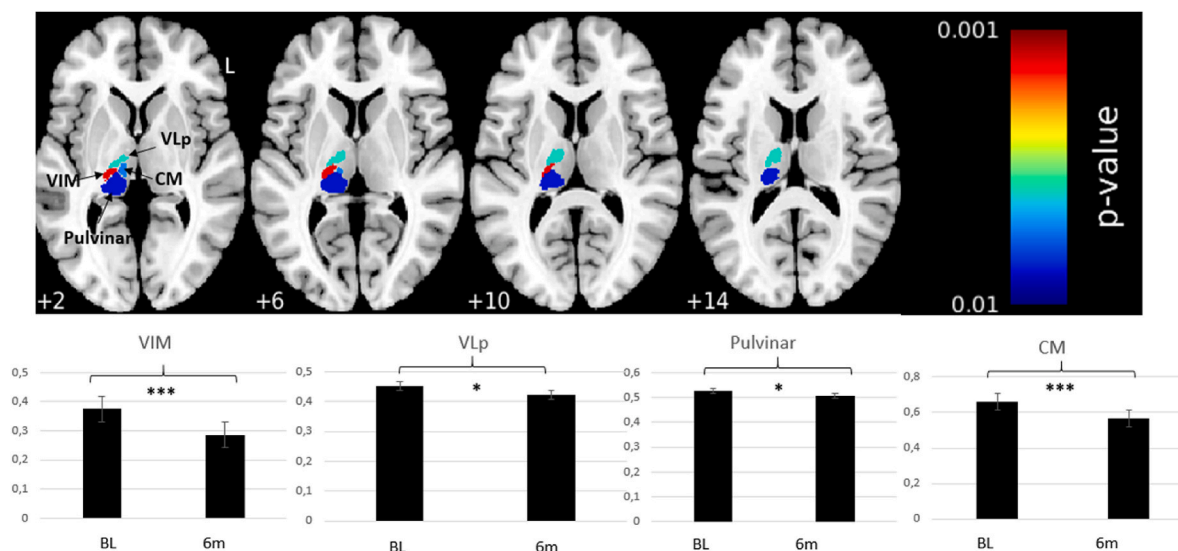 L
0.001
VLp
VIM
CM
Pulvinar
p-value
+2
+6
+10
+14
0.01
VIM
VLp
Pulvinar
CM
0,5
0,4
0,3
0,2
0,1
0
***
BL 6m
0,5
0,4
0,3
0,2
0,1
0
*
BL 6m
0,6
0,5
0,4
0,3
0,2
0,1
0
*
BL 6m
0,8
0,6
0,4
0,2
0
***
BL 6m